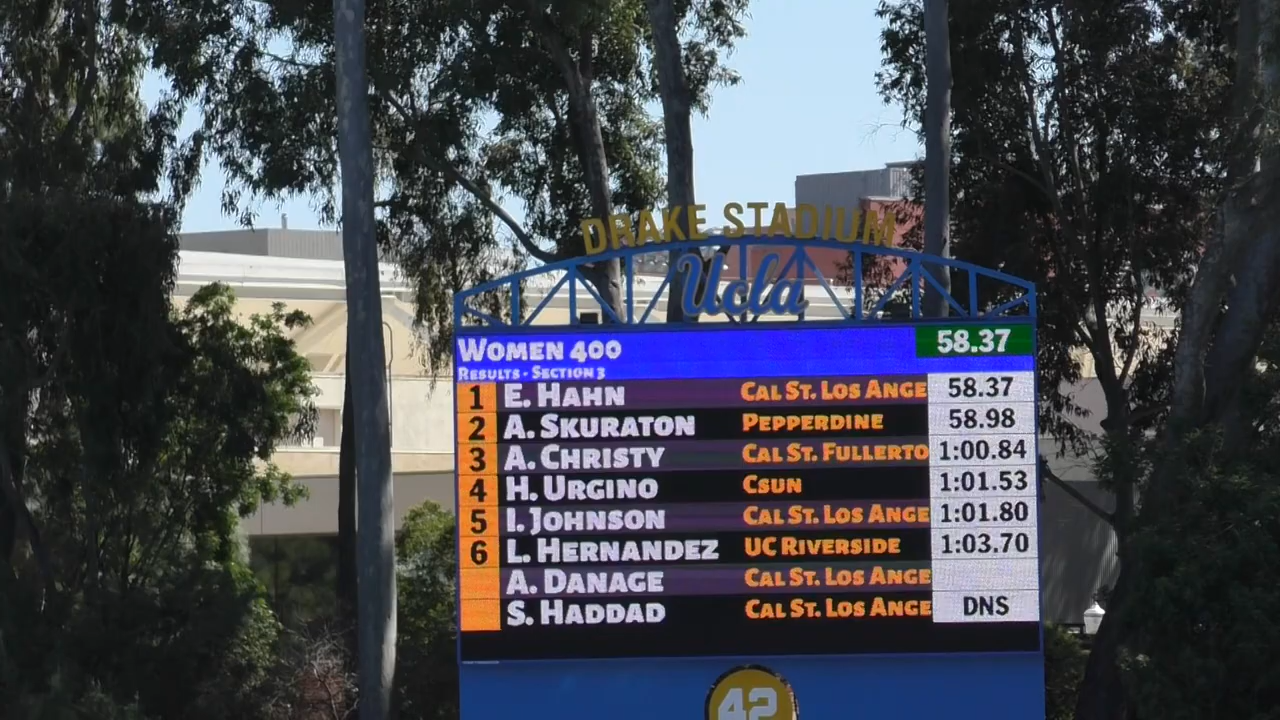 DRAKE STADIUM
Ucla
WOMEN 400 58.37
RESULTS - SECTION 3
1 E. HAHN CAL ST. LOS ANGE 58.37
2 A. SKURATON PEPPERDINE 58.98
3 A. CHRISTY CAL ST. FULLERTO 1:00.84
4 H. URGINO CSUN 1:01.53
5 I. JOHNSON CAL ST. LOS ANGE 1:01.80
6 L. HERNANDEZ UC RIVERSIDE 1:03.70
A. DANAGE CAL ST. LOS ANGE
S. HADDAD CAL ST. LOS ANGE DNS
42